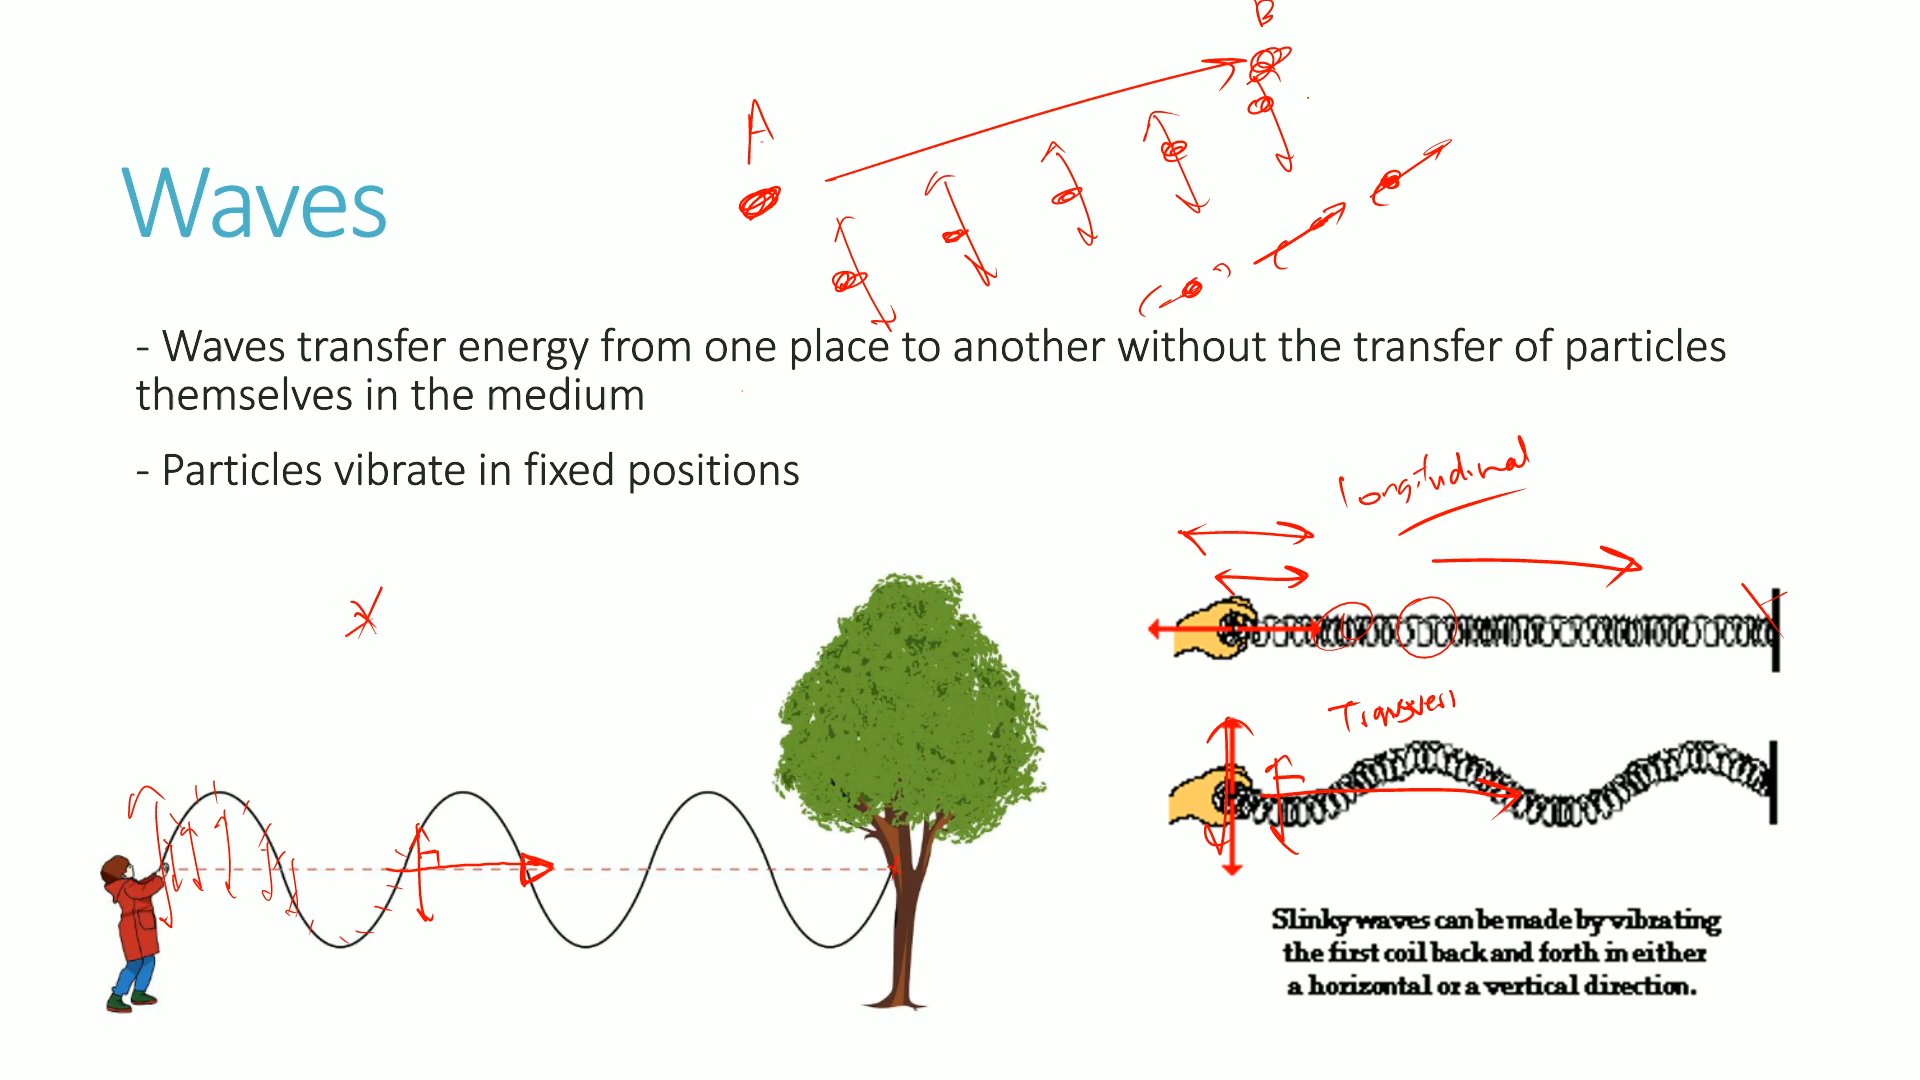 B
A
Waves
- Waves transfer energy from one place to another without the transfer of particles
themselves in the medium
- Particles vibrate in fixed positions
Longitudinal
Slinky waves can be made by vibrating
the first coil back and forth in either
a horizontal or a vertical direction.